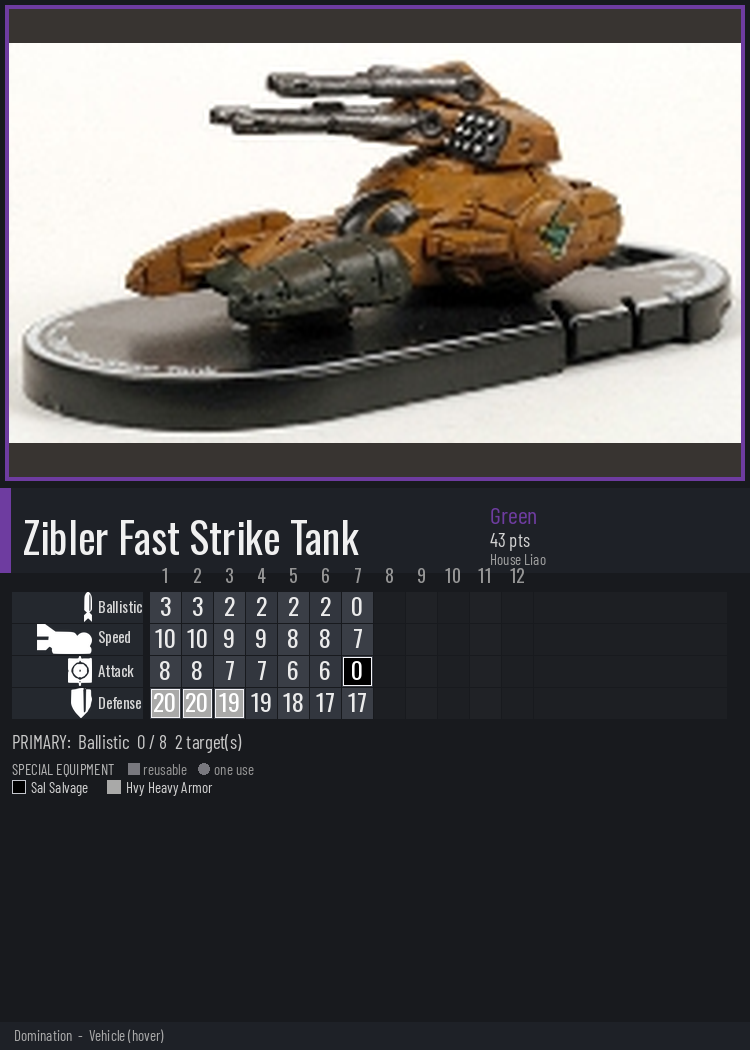 Tank
Zibler Fast Strike Tank
Green
43 pts
House Liao
1 2 3 4 5 6 7 8 9 10 11 12
Ballistic 3 3 2 2 2 2 0
Speed 10 10 9 9 8 8 7
Attack 8 8 7 7 6 6 0
Defense 20 20 19 19 18 17 17
PRIMARY: Ballistic 0 / 8 2 target(s)
SPECIAL EQUIPMENT reusable one use
Sal Salvage Hvy Heavy Armor
Domination - Vehicle (hover)